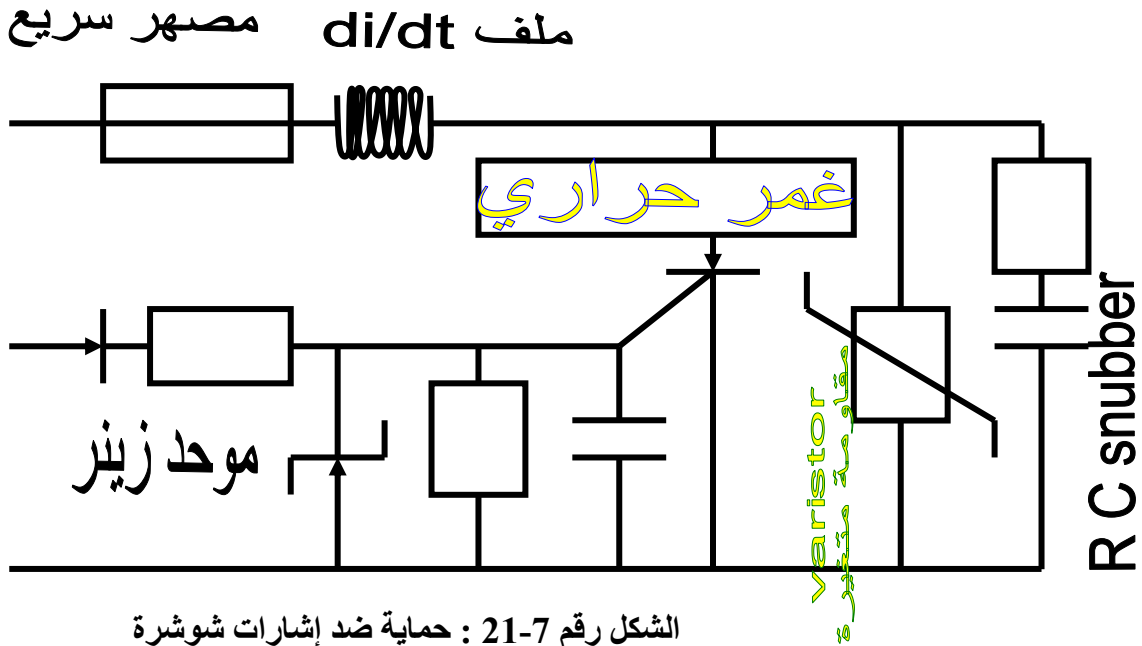 مصهر سريع
ملف di/dt
غمر حراري
موحد زينر
varistor
مقاومة متغيرة
R C snubber
الشكل رقم 7-21 : حماية ضد إشارات شوشرة